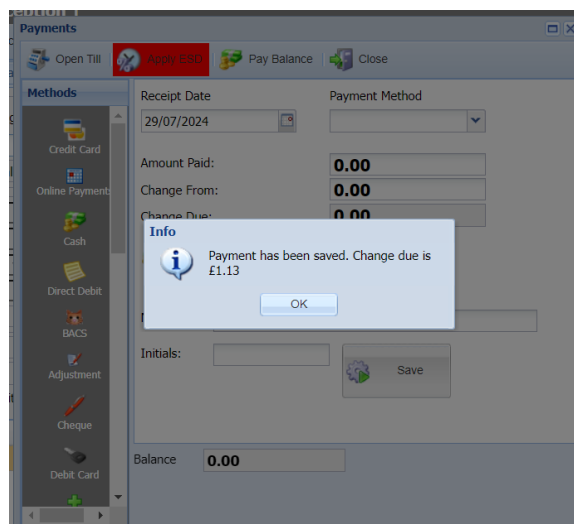 Payments
Open Till Apply ESD Pay Balance Close
Methods
Receipt Date Payment Method
29/07/2024
Credit Card
Online Payment
Amount Paid: 0.00
Change From: 0.00
Change Due: 0.00
Cash
Info
Payment has been saved. Change due is
£1.13
OK
Direct Debit
BACS
Initials:
Save
Adjustment
Cheque
Balance 0.00
Debit Card